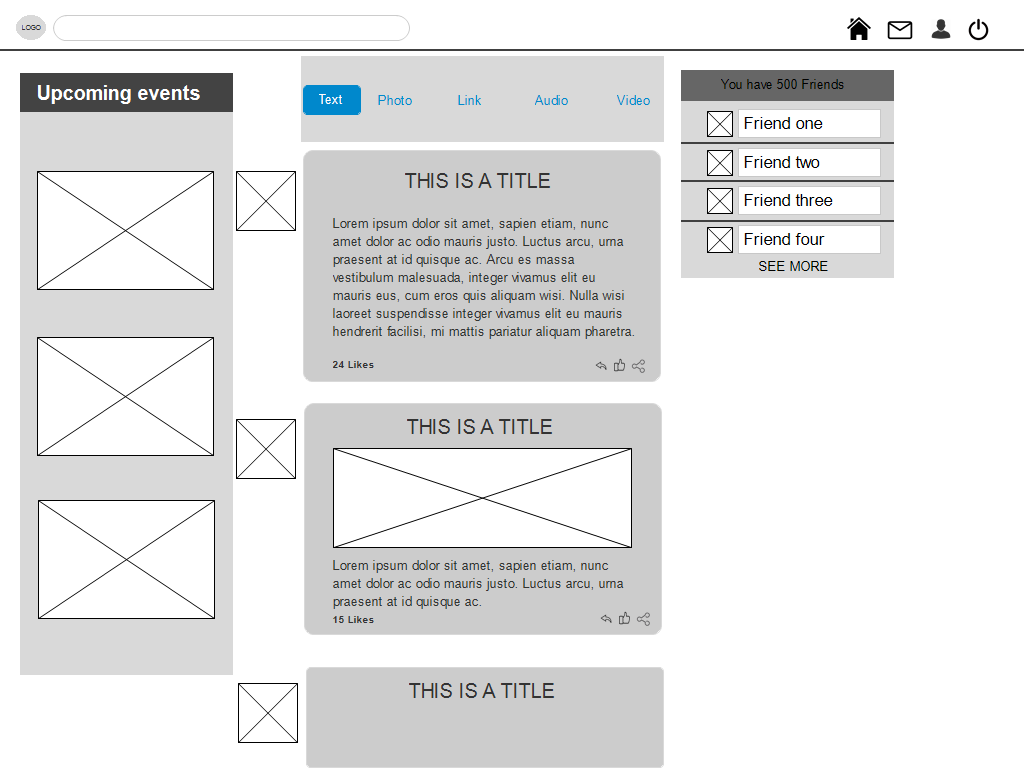 LOGO
Upcoming events
Text Photo Link Audio Video
THIS IS A TITLE
Lorem ipsum dolor sit amet, sapien etiam, nunc
amet dolor ac odio mauris justo. Luctus arcu, urna
praesent at id quisque ac. Arcu es massa
vestibulum malesuada, integer vivamus elit eu
mauris eus, cum eros quis aliquam wisi. Nulla wisi
laoreet suspendisse integer vivamus elit eu mauris
hendrerit facilisi, mi mattis pariatur aliquam pharetra.
24 Likes
THIS IS A TITLE
Lorem ipsum dolor sit amet, sapien etiam, nunc
amet dolor ac odio mauris justo. Luctus arcu, urna
praesent at id quisque ac.
15 Likes
THIS IS A TITLE
You have 500 Friends
Friend one
Friend two
Friend three
Friend four
SEE MORE